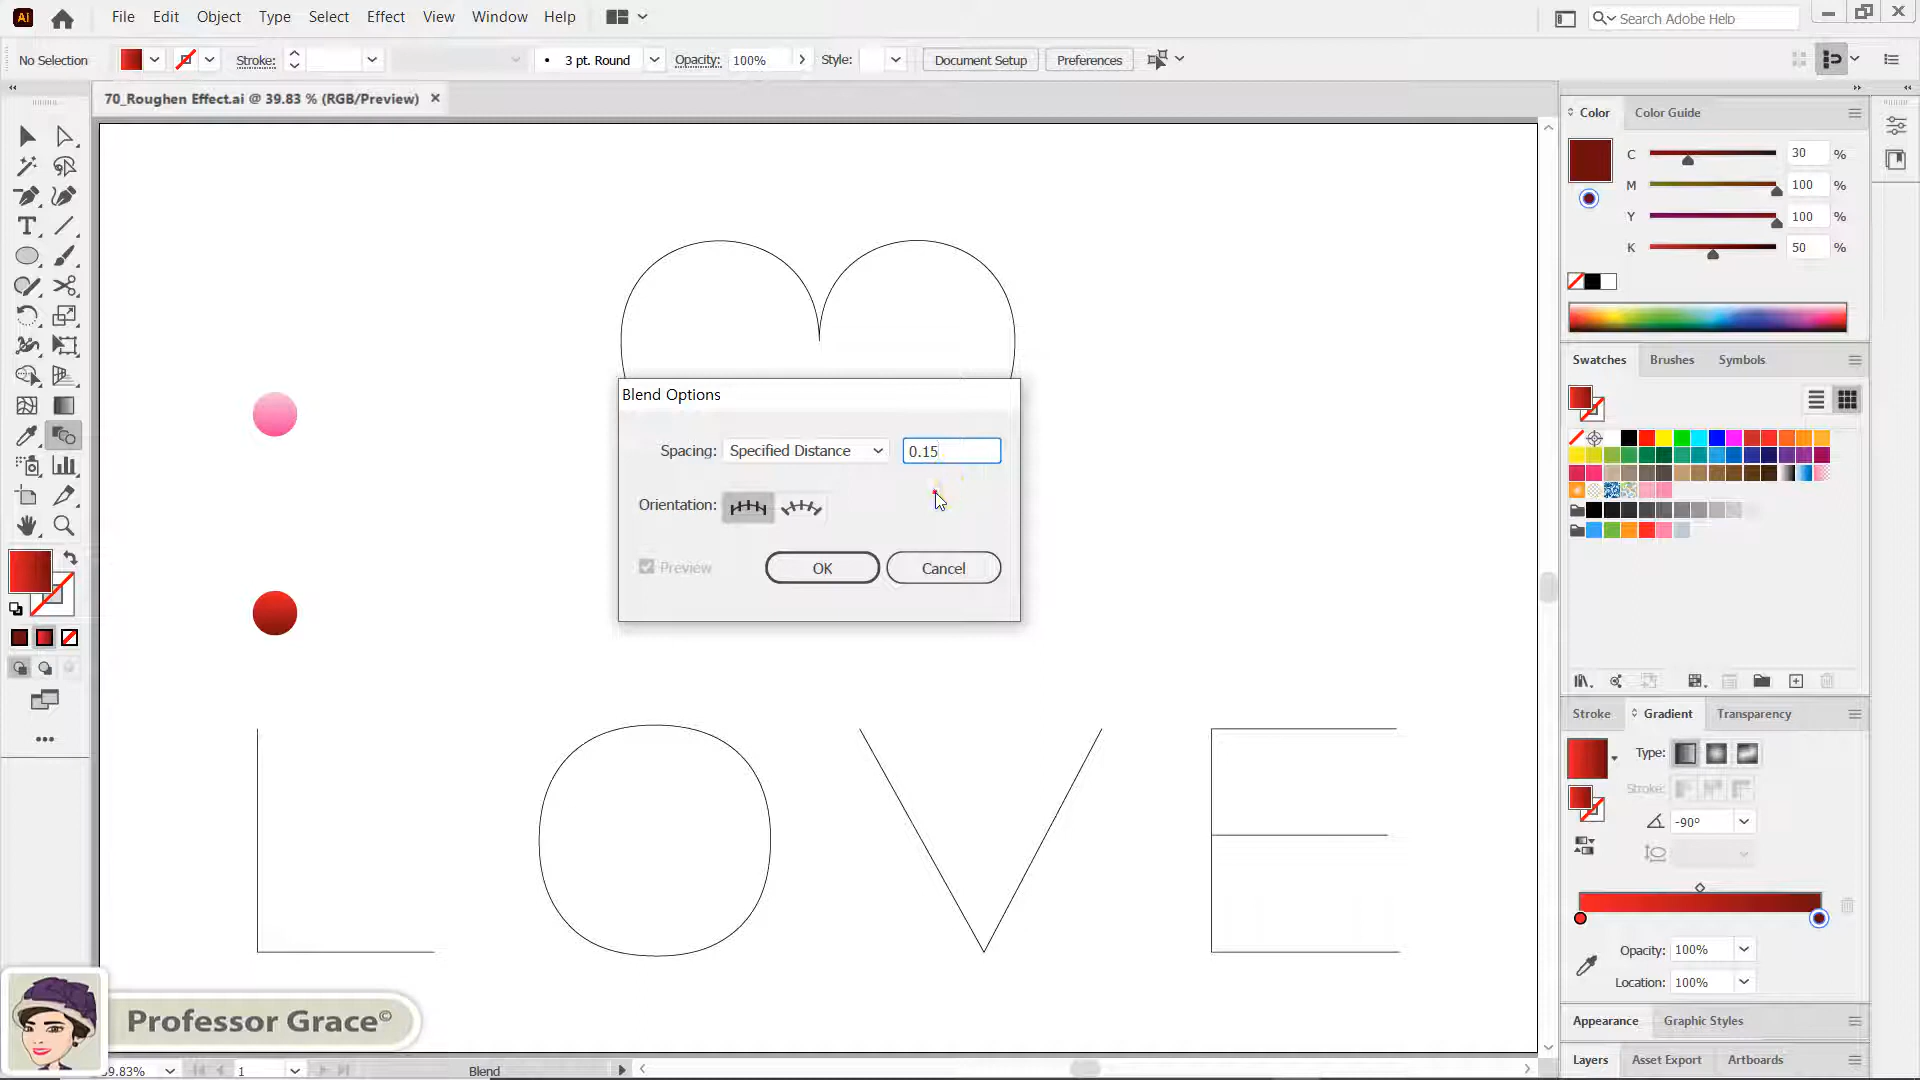 Ai File Edit Object Type Select Effect View Window Help Search Adobe Help
No Selection Stroke: 3 pt. Round Opacity: 100% Style: Document Setup Preferences
70_Roughen Effect.ai @ 39.83 % (RGB/Preview)
Color Color Guide
C 30 %
M 100 %
Y 100 %
K 50 %
Swatches Brushes Symbols
Blend Options
Spacing: Specified Distance 0.15
Orientation:
Preview OK Cancel
Stroke Gradient Transparency
Type:
Stroke:
-90°
Opacity: 100%
Location: 100%
Appearance Graphic Styles
Layers Asset Export Artboards
L O V E
Professor Grace©
9.83% 1 Blend